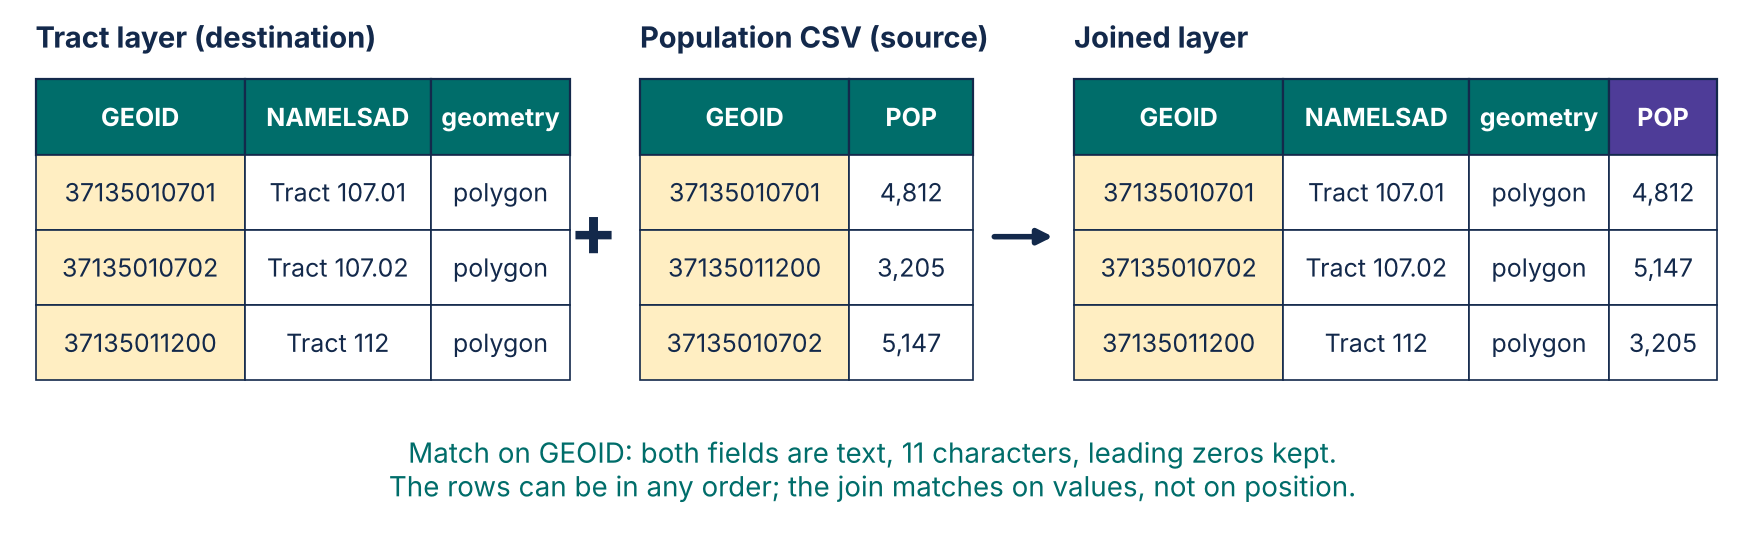 Tract layer (destination)
GEOID NAMELSAD geometry
37135010701 Tract 107.01 polygon
37135010702 Tract 107.02 polygon
37135011200 Tract 112 polygon
+
Population CSV (source)
GEOID POP
37135010701 4,812
37135011200 3,205
37135010702 5,147
Joined layer
GEOID NAMELSAD geometry POP
37135010701 Tract 107.01 polygon 4,812
37135010702 Tract 107.02 polygon 5,147
37135011200 Tract 112 polygon 3,205
Match on GEOID: both fields are text, 11 characters, leading zeros kept.
The rows can be in any order; the join matches on values, not on position.